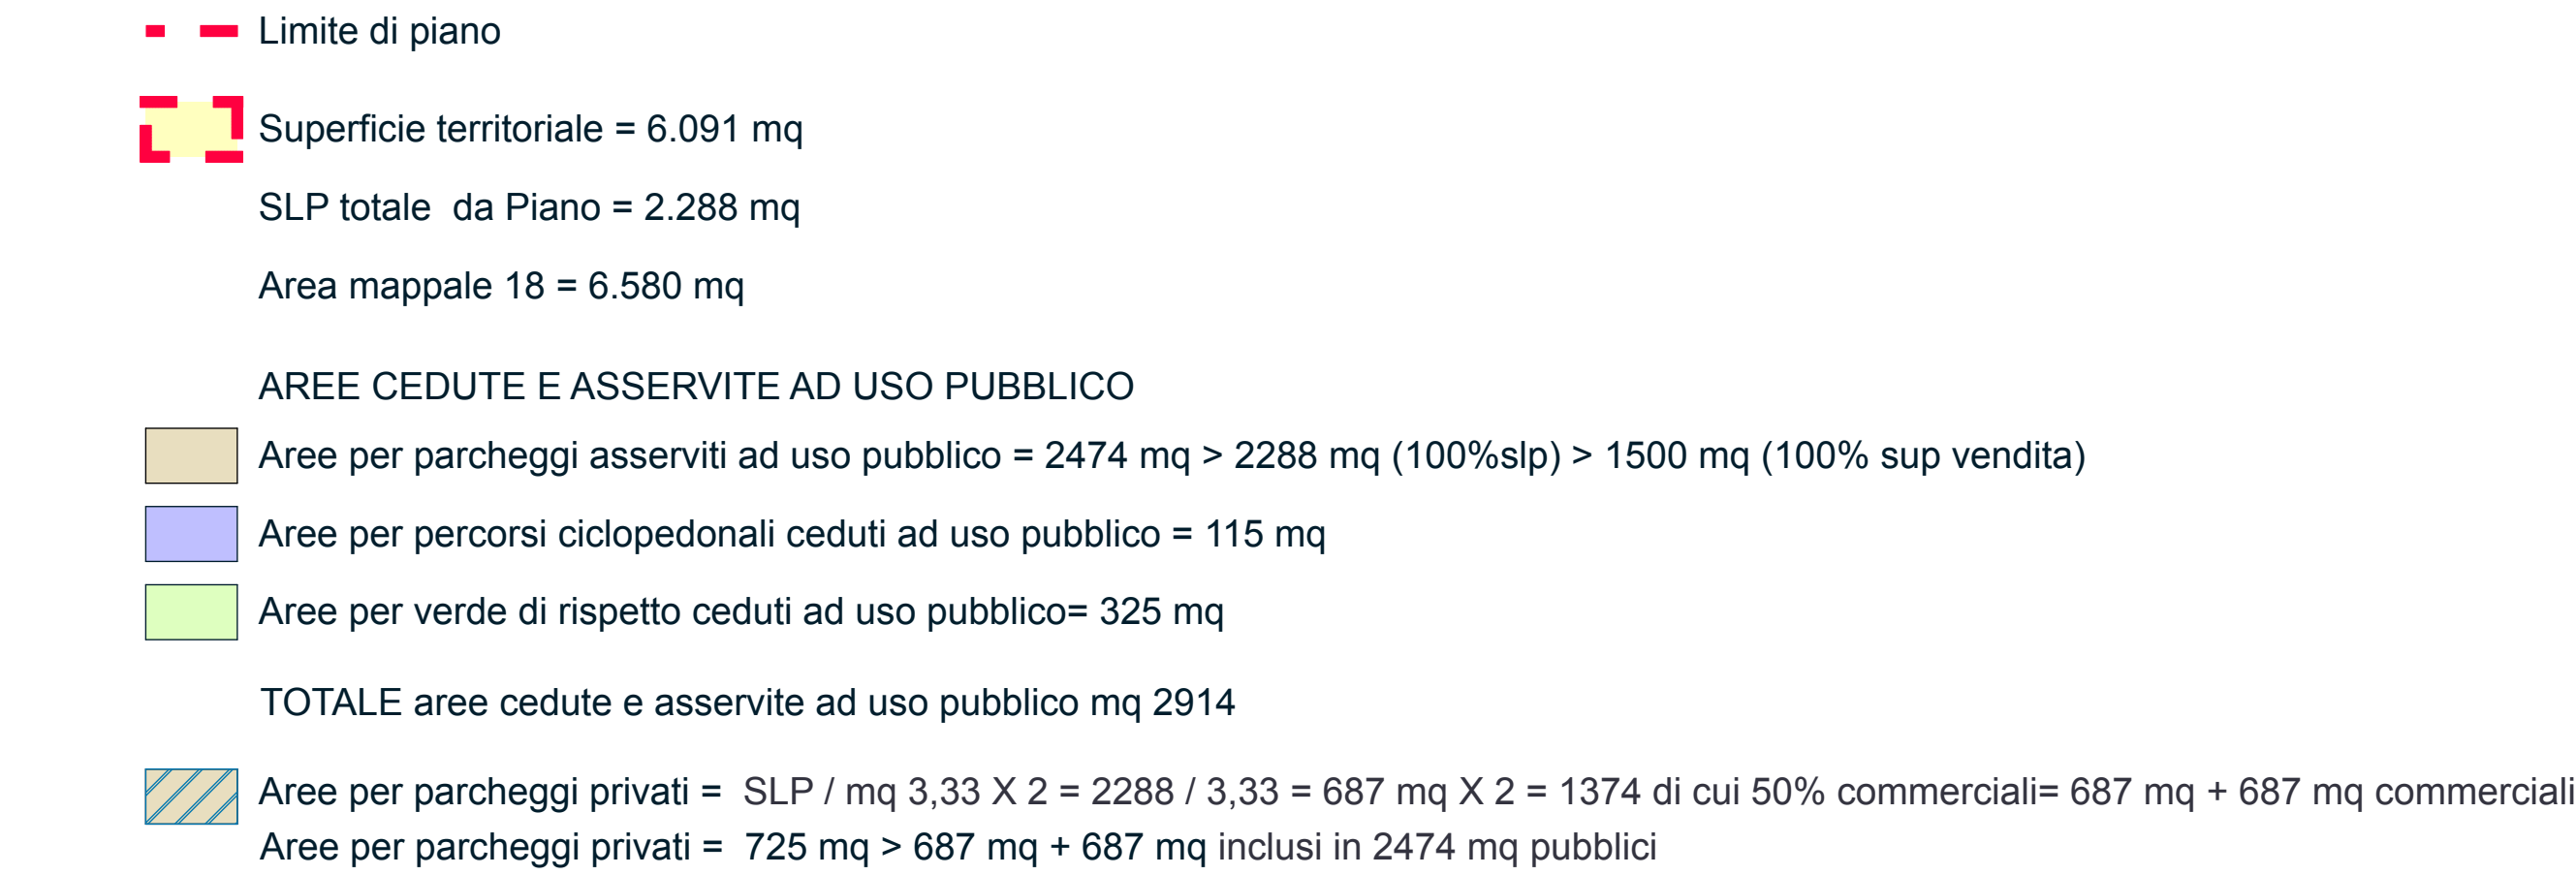 Limite di piano
Superficie territoriale = 6.091 mq
SLP totale  da Piano = 2.288 mq
Area mappale 18 = 6.580 mq
AREE CEDUTE E ASSERVITE AD USO PUBBLICO
Aree per parcheggi asserviti ad uso pubblico = 2474 mq > 2288 mq (100%slp) > 1500 mq (100% sup vendita)
Aree per percorsi ciclopedonali ceduti ad uso pubblico = 115 mq
Aree per verde di rispetto ceduti ad uso pubblico= 325 mq
TOTALE aree cedute e asservite ad uso pubblico mq 2914
Aree per parcheggi privati =  SLP / mq 3,33 X 2 = 2288 / 3,33 = 687 mq X 2 = 1374 di cui 50% commerciali= 687 mq + 687 mq commerciali
Aree per parcheggi privati =  725 mq > 687 mq + 687 mq inclusi in 2474 mq pubblici